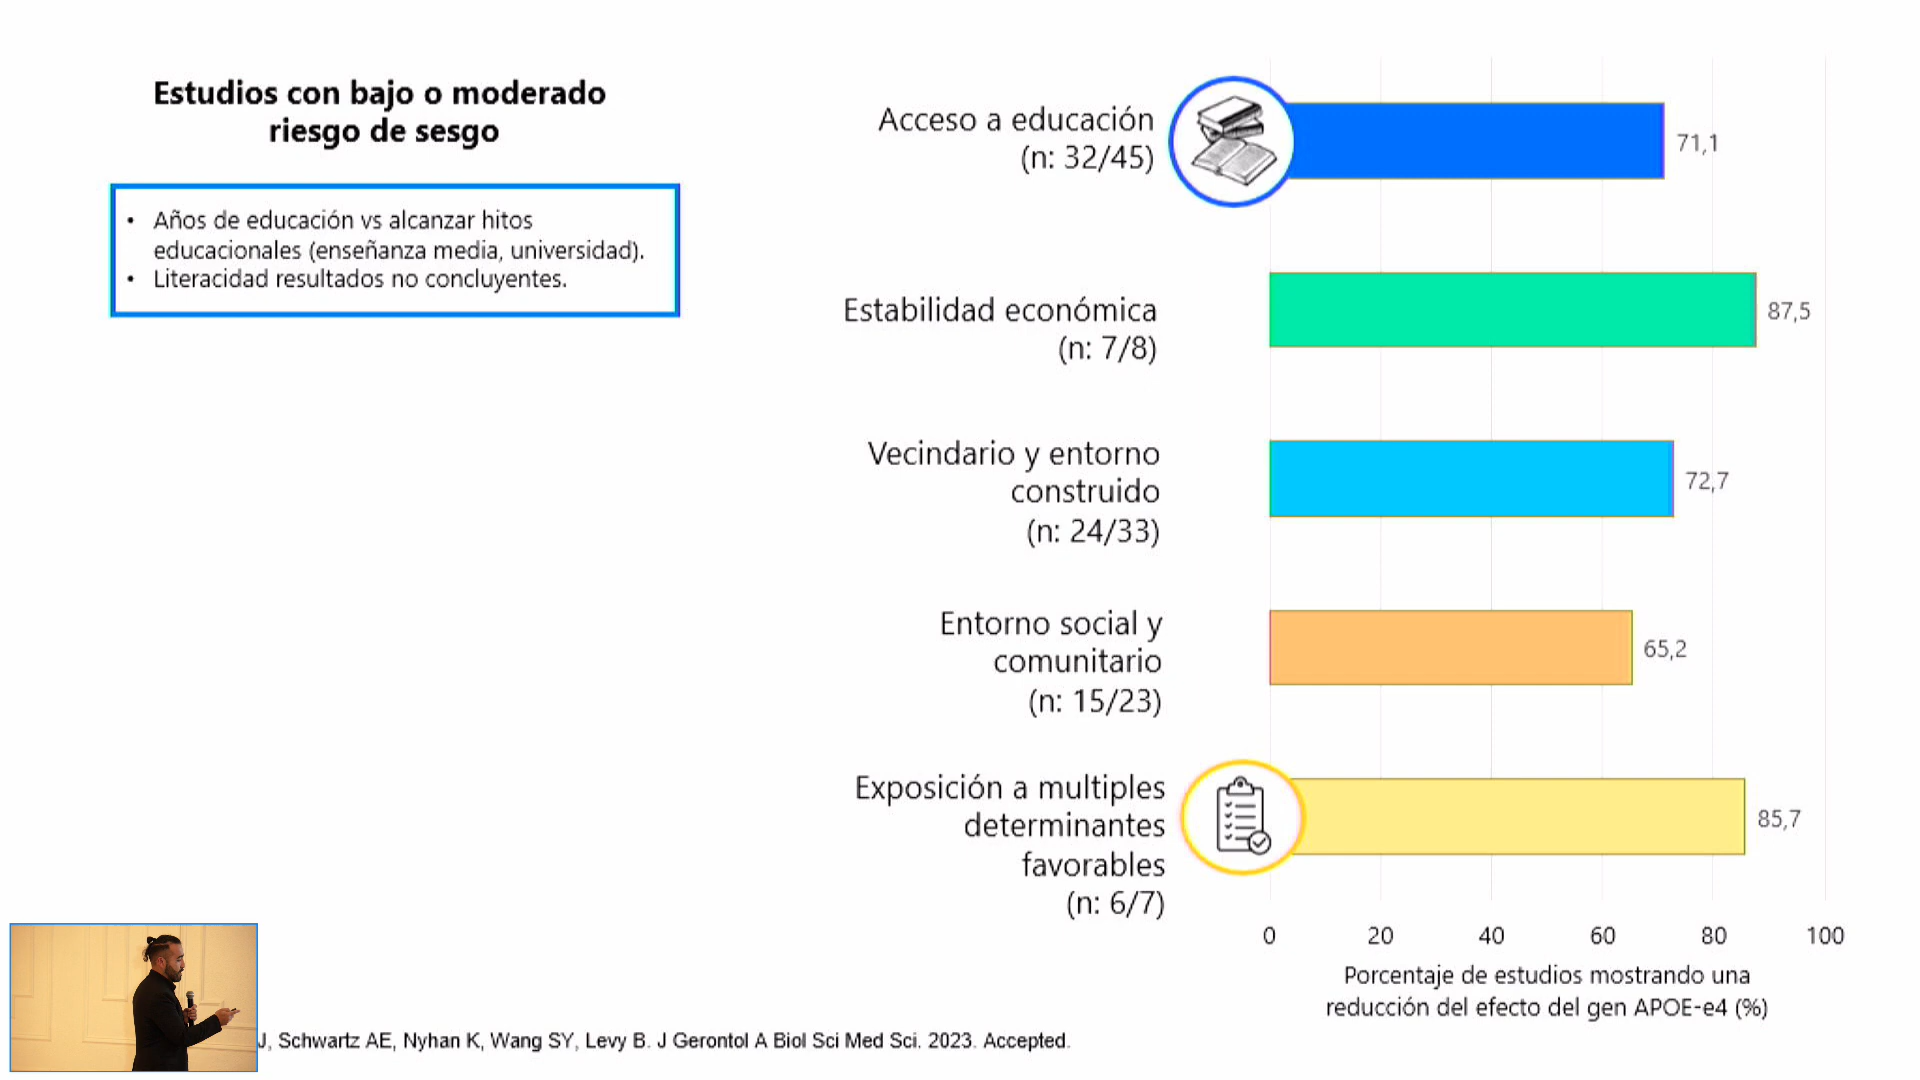 Estudios con bajo o moderado
riesgo de sesgo
• Años de educación vs alcanzar hitos
educacionales (enseñanza media, universidad).
• Literacidad resultados no concluyentes.
Acceso a educación
(n: 32/45)
71,1
Estabilidad económica
(n: 7/8)
87,5
Vecindario y entorno
construido
(n: 24/33)
72,7
Entorno social y
comunitario
(n: 15/23)
65,2
Exposición a multiples
determinantes
favorables
(n: 6/7)
85,7
0 20 40 60 80 100
Porcentaje de estudios mostrando una
reducción del efecto del gen APOE-e4 (%)
J, Schwartz AE, Nyhan K, Wang SY, Levy B. J Gerontol A Biol Sci Med Sci. 2023. Accepted.